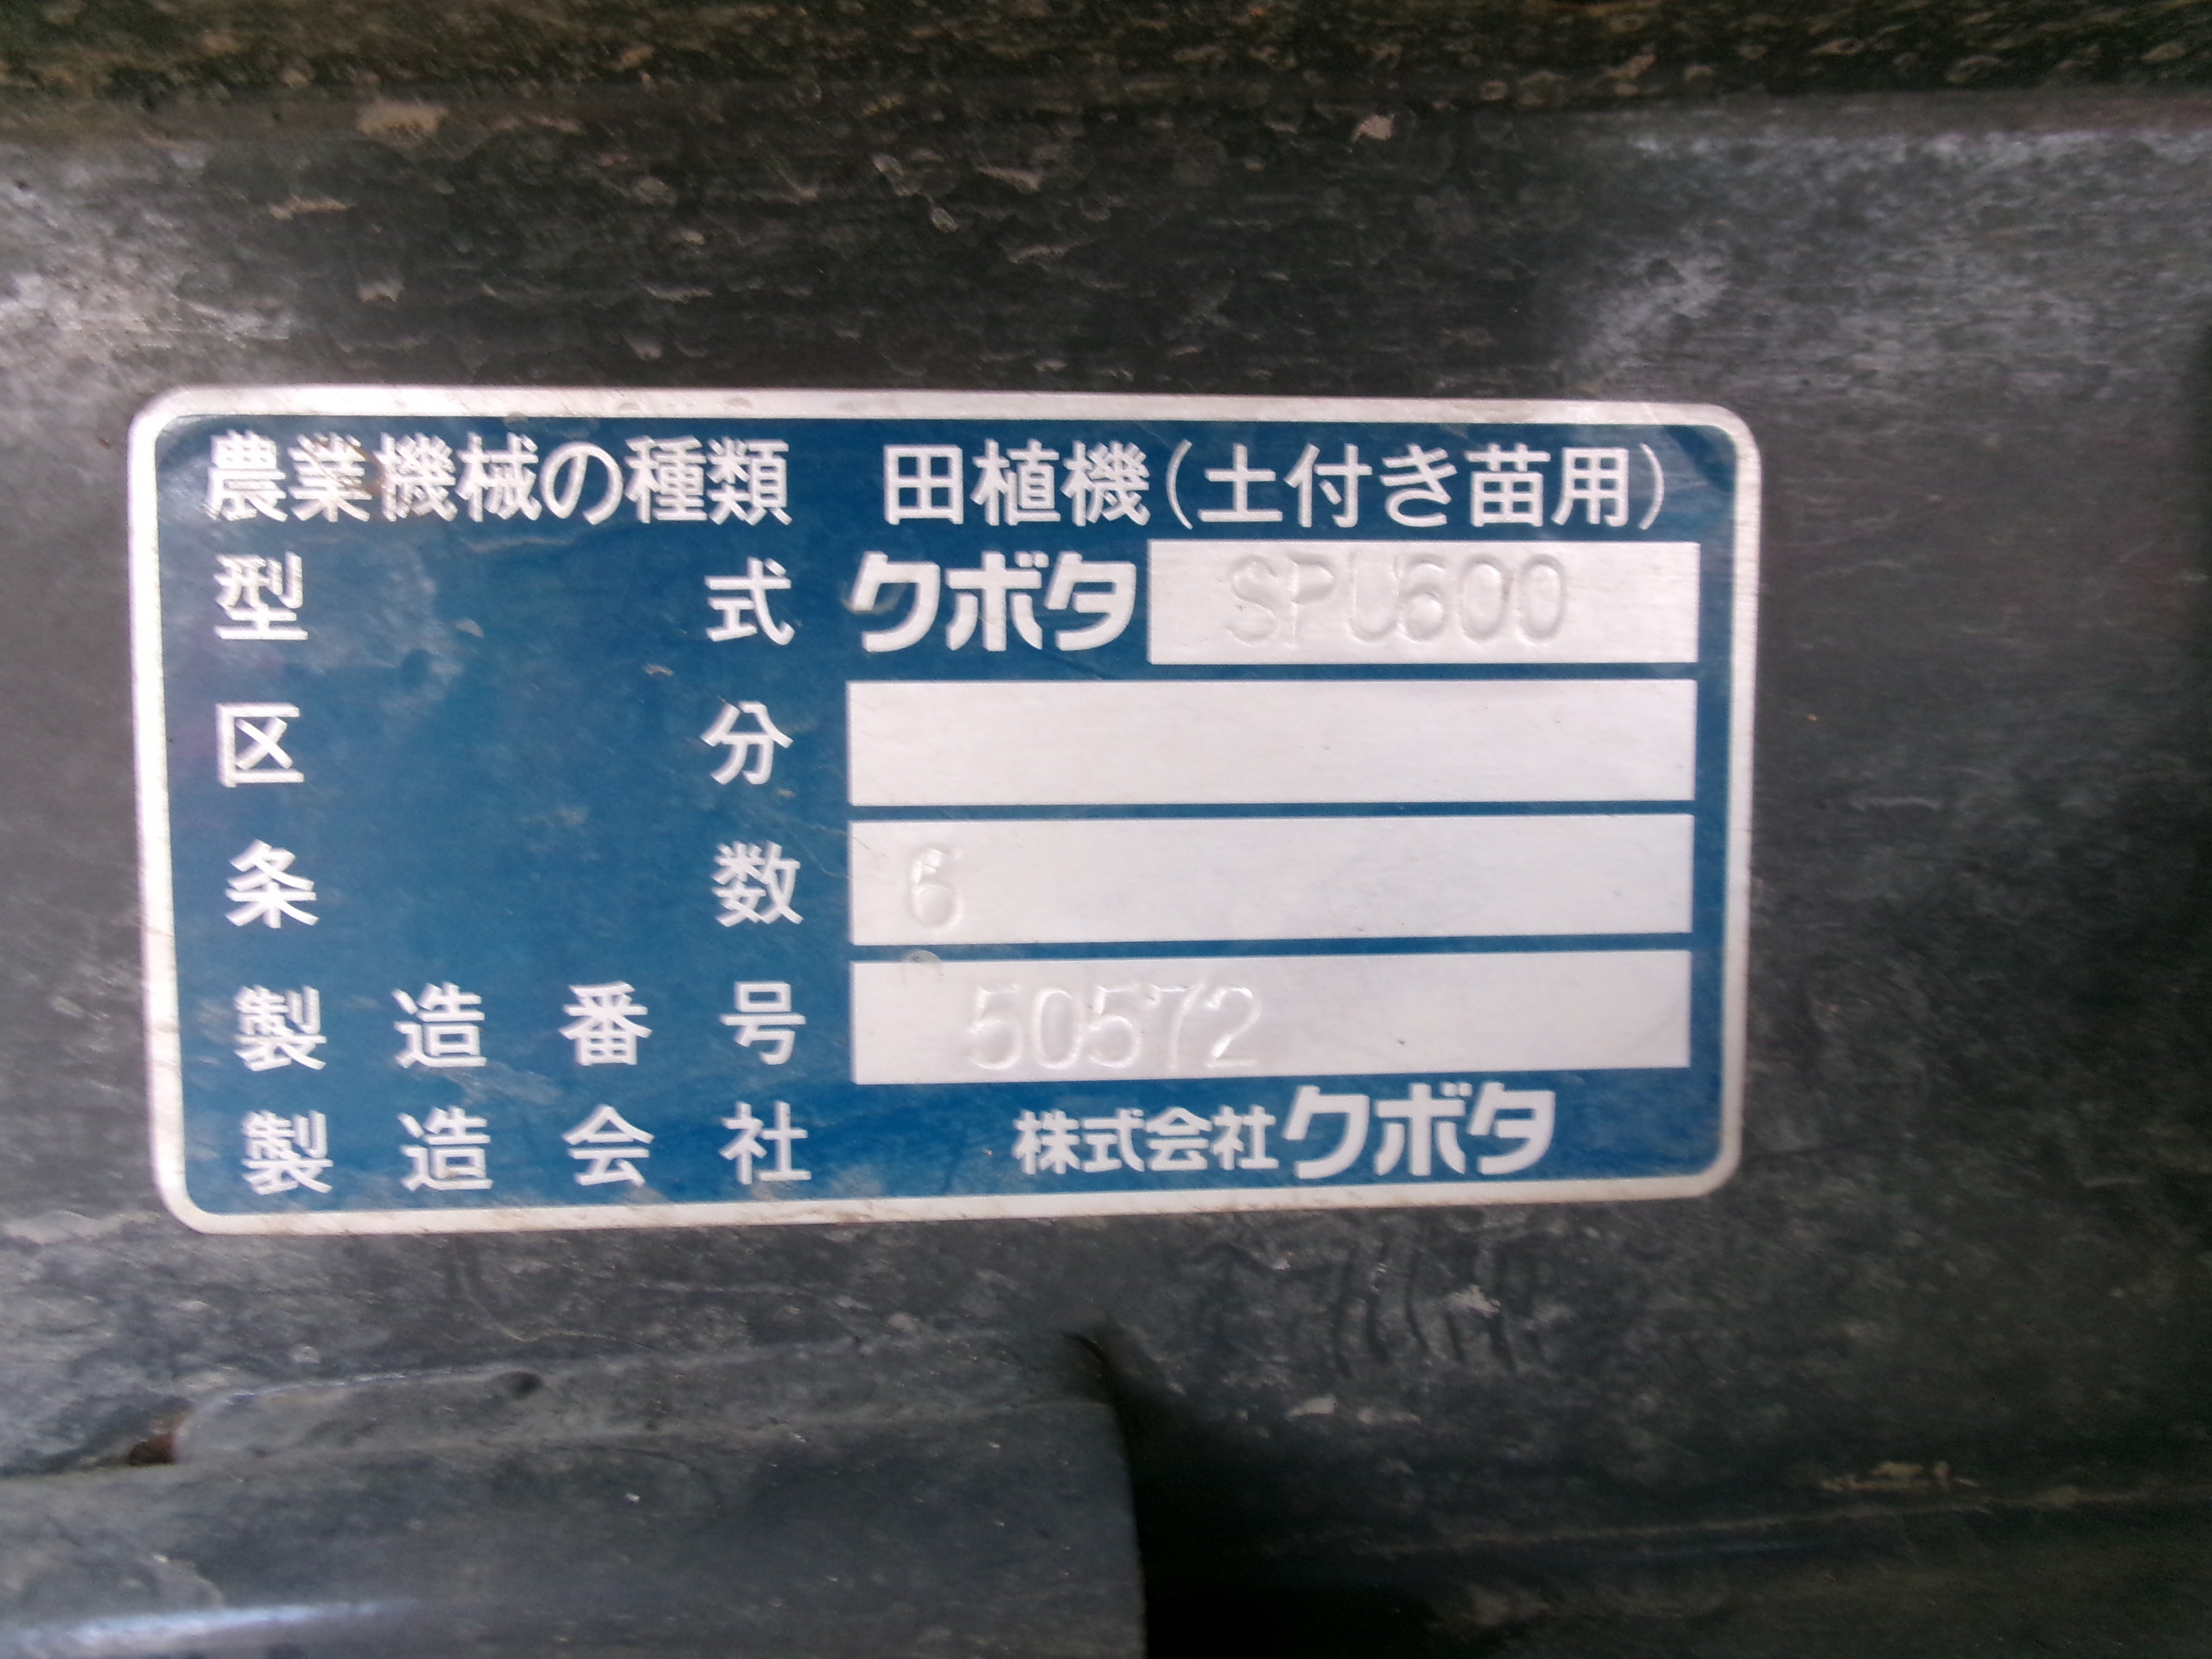 農業機械の種類 田植機(土付き苗用)
型式 クボタ SPU600
区分
条数 6
製造番号 50572
製造会社 株式会社クボタ